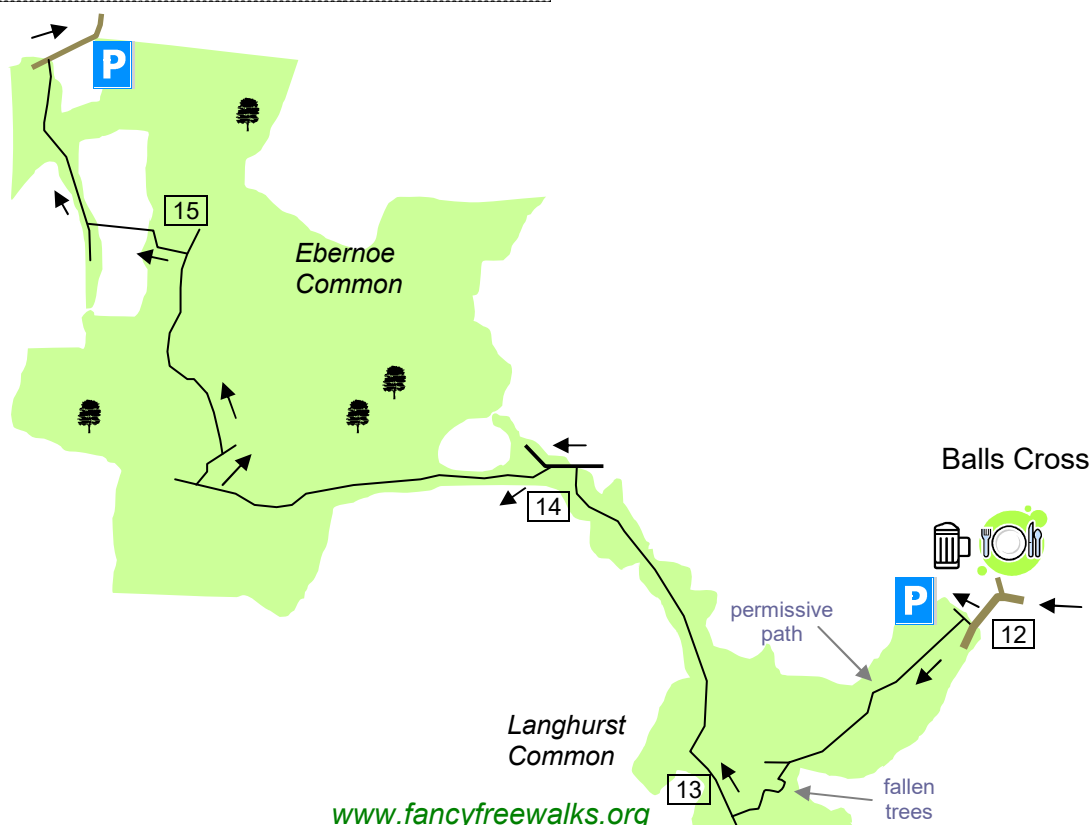 P
15
Ebernoe
Common
Balls Cross
14
P
permissive
path
12
Langhurst
Common
13
fallen
trees
www.fancyfreewalks.org